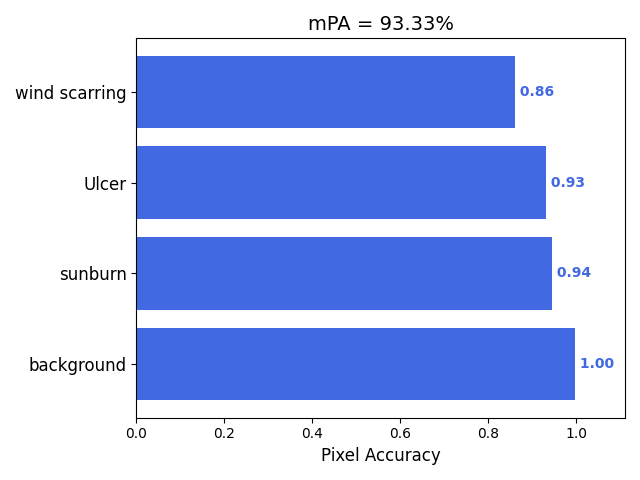 mPA = 93.33%
wind scarring
0.86
Ulcer
0.93
sunburn
0.94
background
1.00
0.0 0.2 0.4 0.6 0.8 1.0
Pixel Accuracy